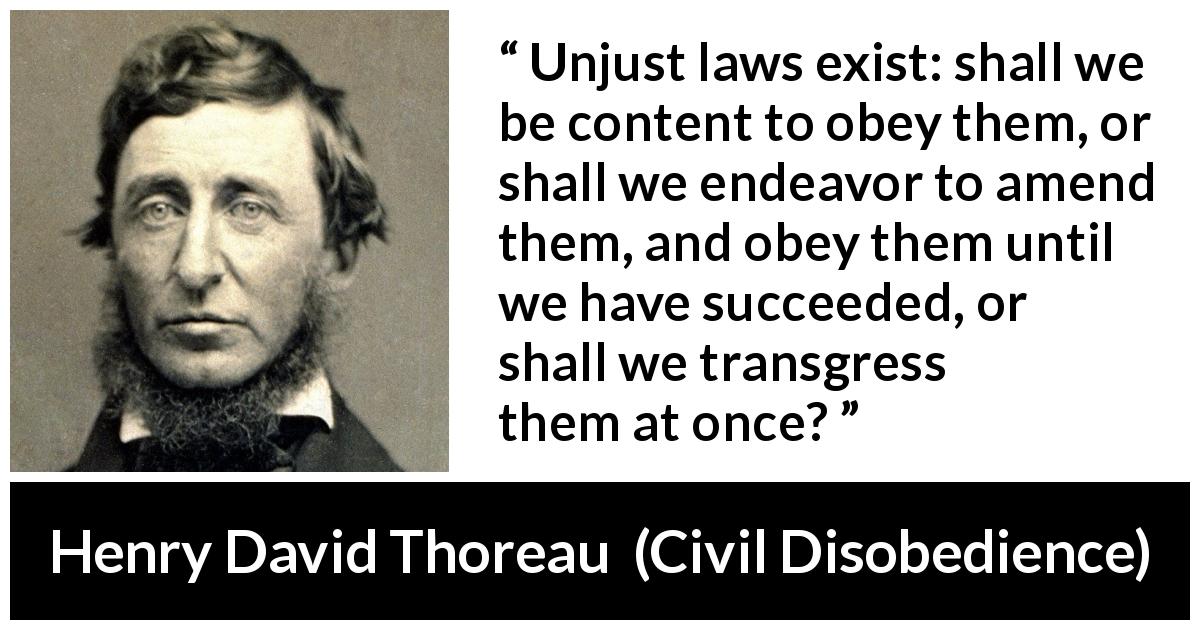 “ Unjust laws exist: shall we
be content to obey them, or
shall we endeavor to amend
them, and obey them until
we have succeeded, or
shall we transgress
them at once? ”
Henry David Thoreau (Civil Disobedience)